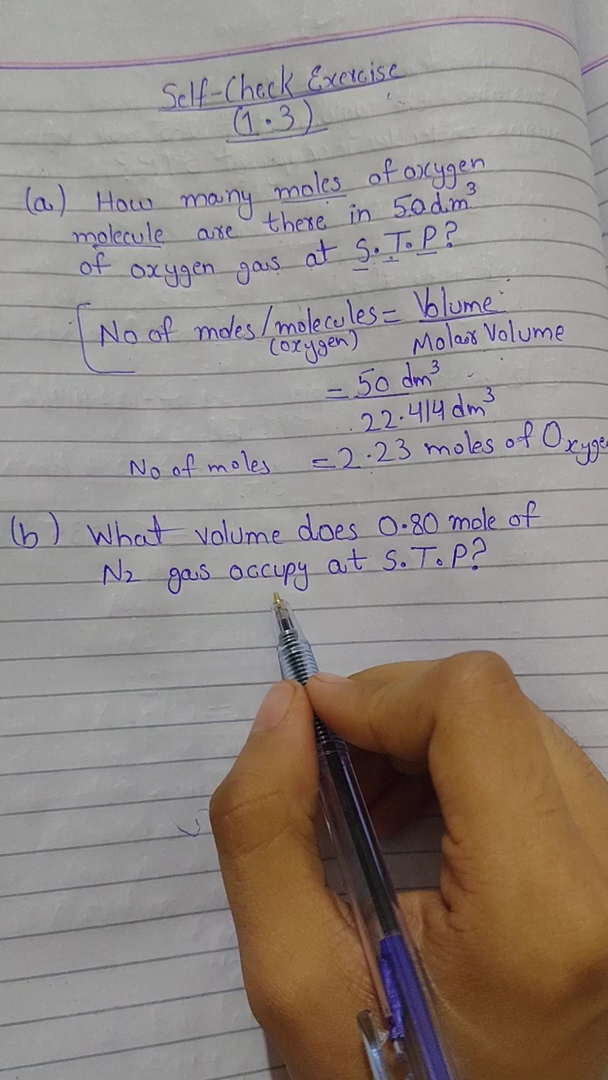 Self-Check Exercise
(1.3)
(a) How many moles of oxygen
molecule are there in 50dm³
of oxygen gas at S.T.P?
No of moles/molecules = Volume
(oxygen) Molar Volume
= 50 dm³
22.414 dm³
No of moles = 2.23 moles of Oxyge
(b) What volume does 0.80 mole of
N₂ gas occupy at S.T.P?